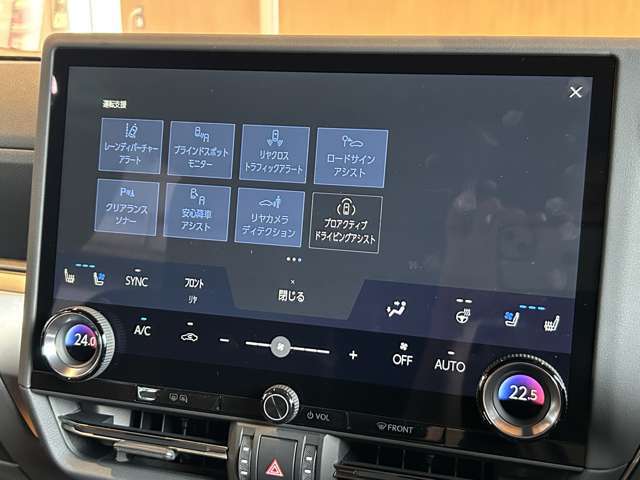 運転支援
レーンディパーチャー
アラート
ブラインドスポット
モニター
リヤクロス
トラフィックアラート
ロードサイン
アシスト
クリアランス
ソナー
安心降車
アシスト
リヤカメラ
ディテクション
プロアクティブ
ドライビングアシスト
SYNC
フロント
リヤ
閉じる
A/C
OFF
AUTO
24.0
22.5
VOL
FRONT